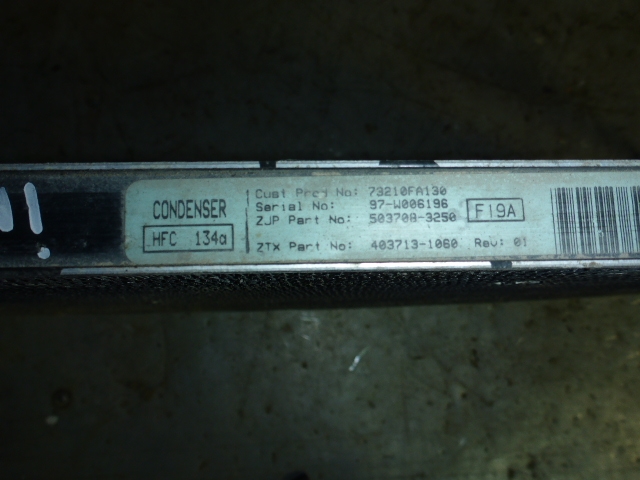 CONDENSER
HFC 134a
Cust Prch No: 73210FA130
Serial No: 97-W006196
ZJP Part No: 503708-3250
F19A
ZTX Part No: 403713-1060 Rev: 01